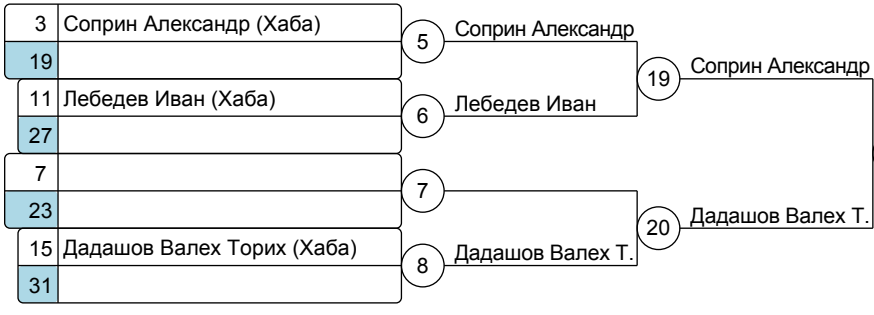 3 Соприн Александр (Хаба)
19
11 Лебедев Иван (Хаба)
27
7
23
15 Дадашов Валех Торих (Хаба)
31
5 Соприн Александр
6 Лебедев Иван
7
8 Дадашов Валех Т.
19 Соприн Александр
20 Дадашов Валех Т.